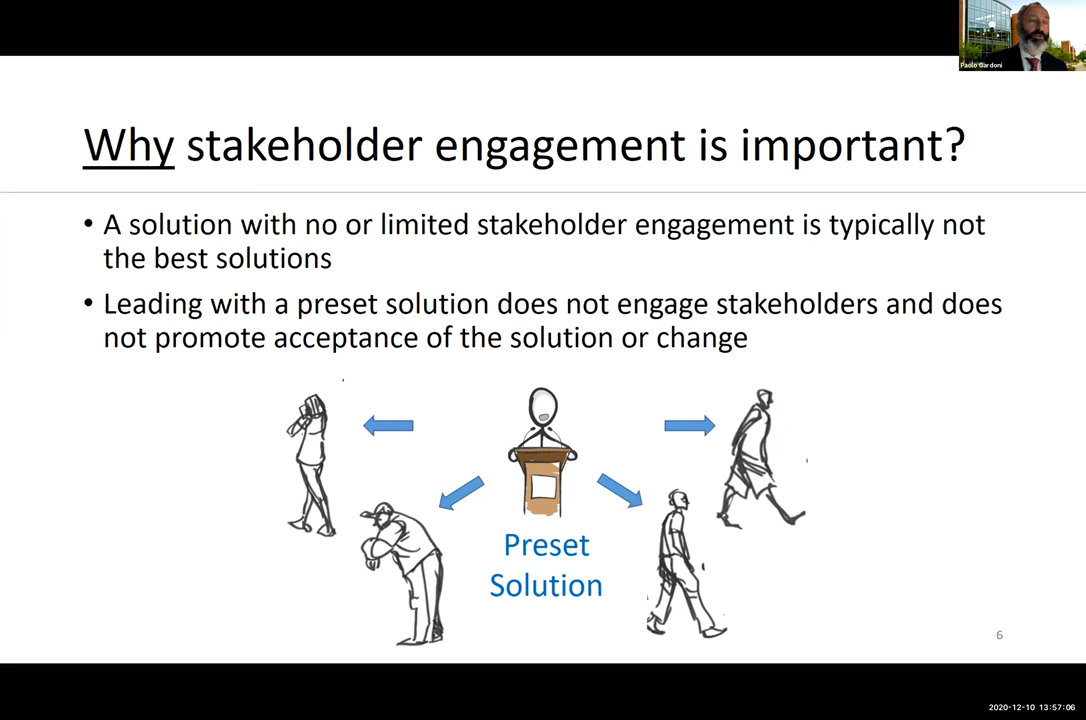 Paolo Gardoni
Why stakeholder engagement is important?
• A solution with no or limited stakeholder engagement is typically not
the best solutions
• Leading with a preset solution does not engage stakeholders and does
not promote acceptance of the solution or change
Preset
Solution
6
2020-12-10 13:57:06